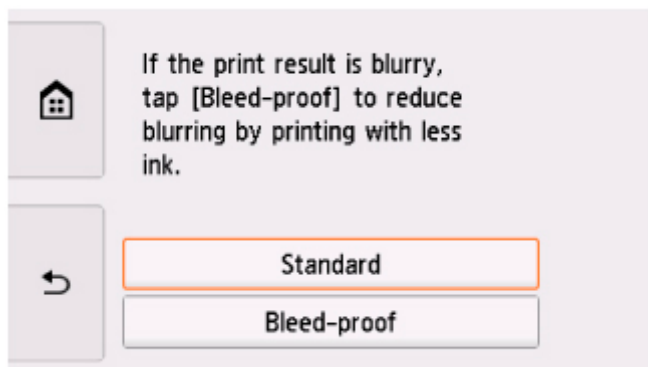 If the print result is blurry,
tap [Bleed-proof] to reduce
blurring by printing with less
ink.
Standard
Bleed-proof